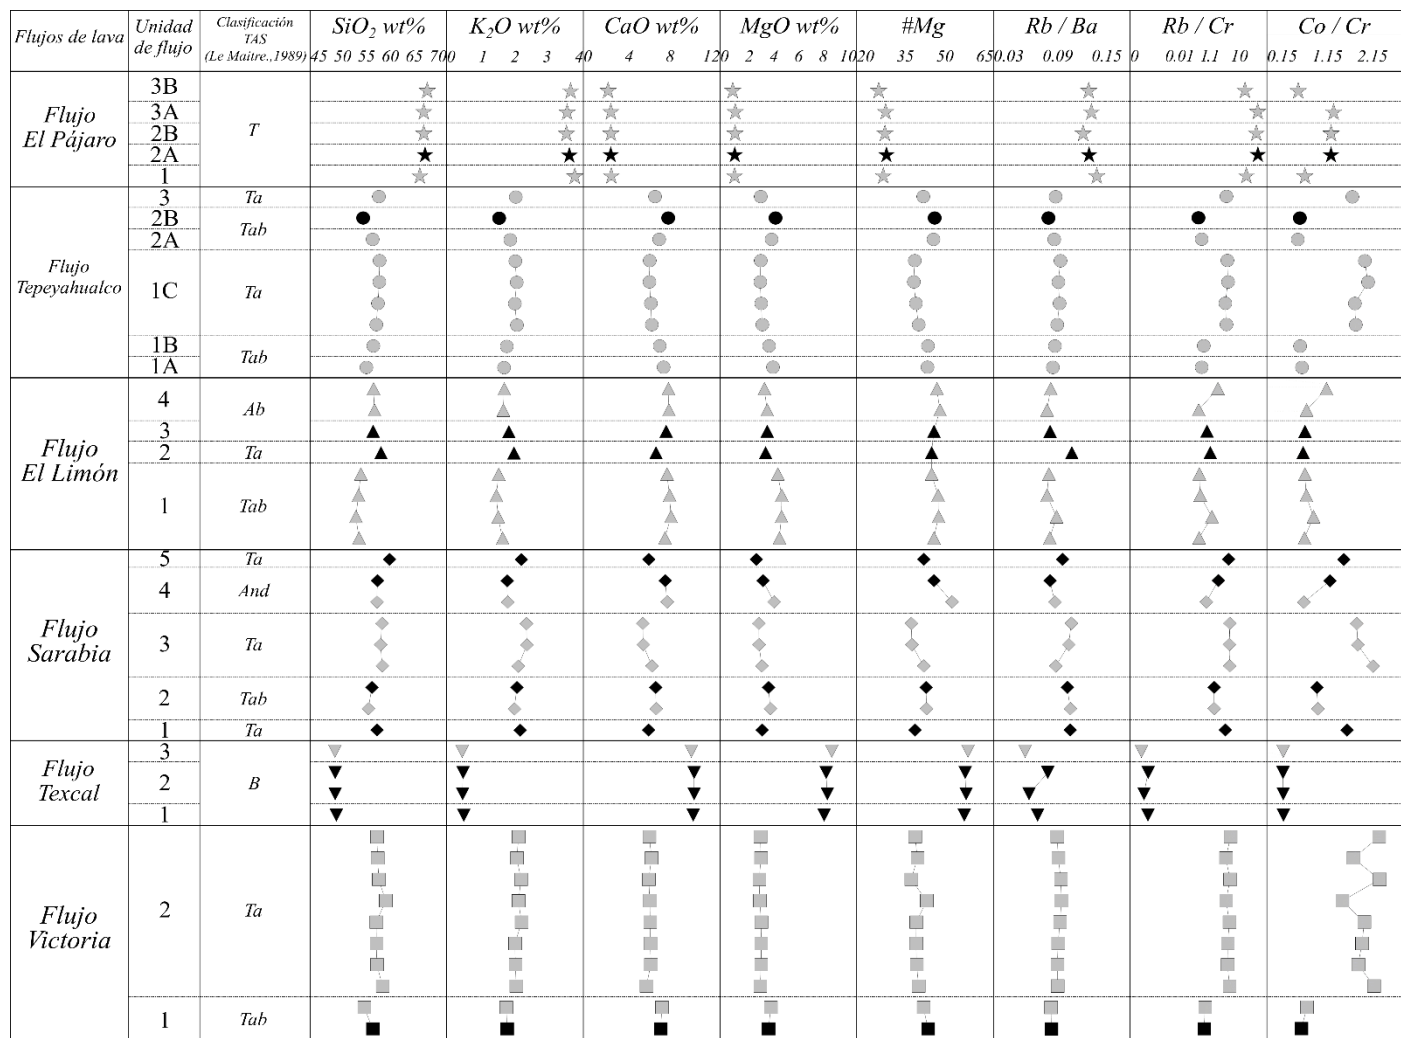 Flujos de lava
Unidad
de flujo
Clasificación
TAS
(Le Maitre.,1989)
SiO2 wt%
45 50 55 60 65 70
K2O wt%
0 1 2 3 4
CaO wt%
0 4 8 12
MgO wt%
0 2 4 6 8 10
#Mg
20 35 50 65
Rb / Ba
0.03 0.09 0.15
Rb / Cr
0 0.01 1.1 10
Co / Cr
0.15 1.15 2.15
Flujo
El Pájaro
3B
3A
2B
2A
1
T
Flujo
Tepeyahualco
3
Ta
2B
2A
Tab
1C
Ta
1B
1A
Tab
Flujo
El Limón
4
Ab
3
2
Ta
1
Tab
Flujo
Sarabia
5
Ta
4
And
3
Ta
2
Tab
1
Ta
Flujo
Texcal
3
2
1
B
Flujo
Victoria
2
Ta
1
Tab